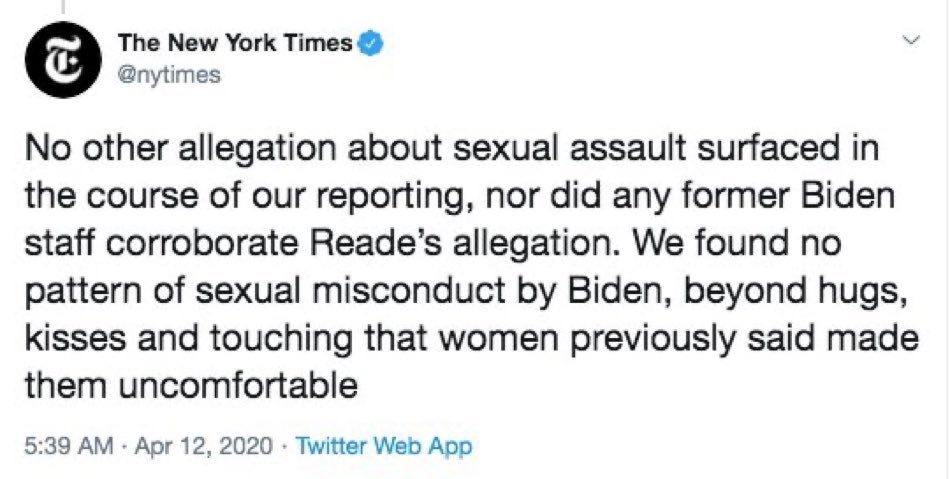 The New York Times
@nytimes
No other allegation about sexual assault surfaced in
the course of our reporting, nor did any former Biden
staff corroborate Reade’s allegation. We found no
pattern of sexual misconduct by Biden, beyond hugs,
kisses and touching that women previously said made
them uncomfortable
5:39 AM · Apr 12, 2020 · Twitter Web App